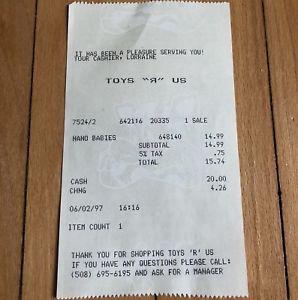 IT HAS BEEN A PLEASURE SERVING YOU!
YOUR CASHIER, LORRAINE
TOYS "R" US
7524/2 642116 20335 1 SALE
NANO BABIES 648140 14.99
SUBTOTAL 14.99
5% TAX .75
TOTAL 15.74
CASH 20.00
CHNG 4.26
06/02/97 16:16
ITEM COUNT 1
THANK YOU FOR SHOPPING TOYS 'R' US
IF YOU HAVE ANY QUESTIONS PLEASE CALL:
(508) 695-6195 AND ASK FOR A MANAGER